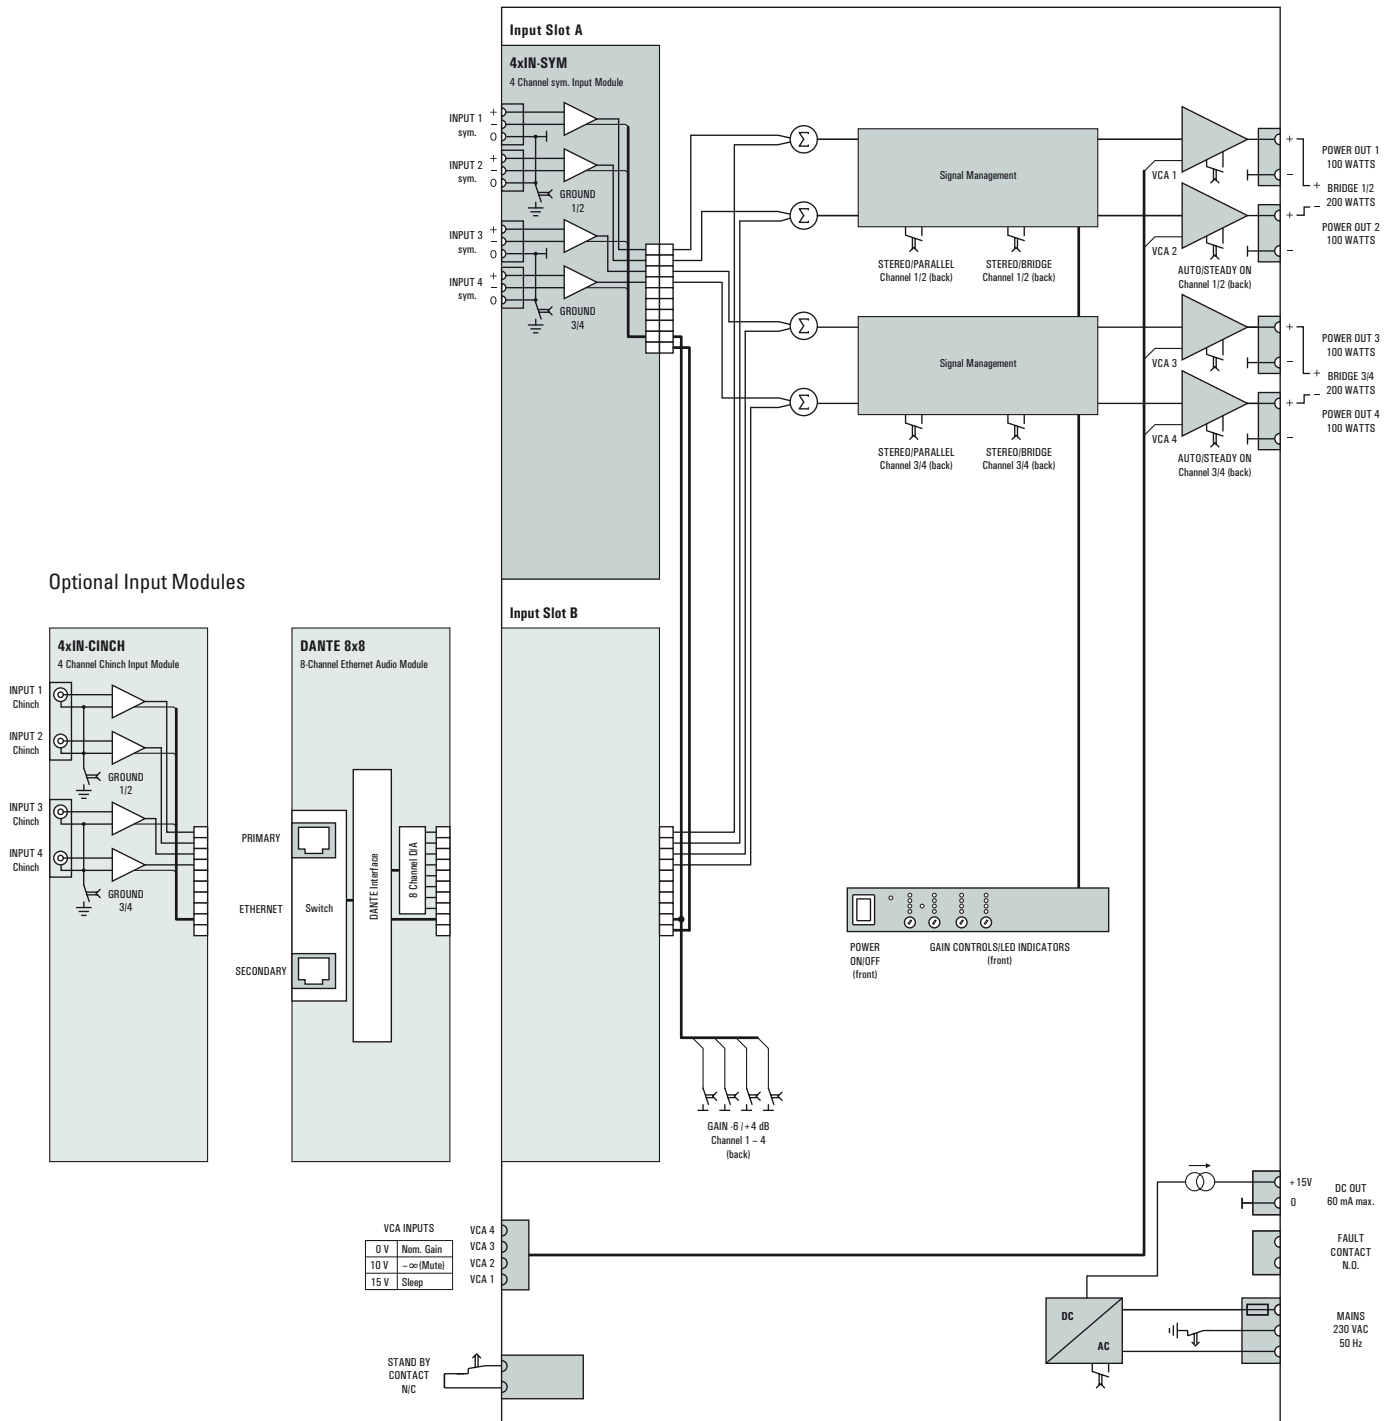 Input Slot A
4xIN-SYM
4 Channel sym. Input Module
INPUT 1
sym.
+
−
0
INPUT 2
sym.
+
−
0
GROUND
1/2
INPUT 3
sym.
+
−
0
INPUT 4
sym.
+
−
0
GROUND
3/4
Σ
Σ
Σ
Σ
Signal Management
STEREO/PARALLEL
Channel 1/2 (back)
STEREO/BRIDGE
Channel 1/2 (back)
Signal Management
STEREO/PARALLEL
Channel 3/4 (back)
STEREO/BRIDGE
Channel 3/4 (back)
VCA 1
VCA 2
AUTO/STEADY ON
Channel 1/2 (back)
VCA 3
VCA 4
AUTO/STEADY ON
Channel 3/4 (back)
+
−
POWER OUT 1
100 WATTS
+ BRIDGE 1/2
− 200 WATTS
+
−
POWER OUT 2
100 WATTS
+
−
POWER OUT 3
100 WATTS
+ BRIDGE 3/4
− 200 WATTS
+
−
POWER OUT 4
100 WATTS
Optional Input Modules
4xIN-CINCH
4 Channel Chinch Input Module
INPUT 1
Chinch
INPUT 2
Chinch
GROUND
1/2
INPUT 3
Chinch
INPUT 4
Chinch
GROUND
3/4
DANTE 8x8
8-Channel Ethernet Audio Module
PRIMARY
ETHERNET
SECONDARY
Switch
DANTE Interface
8 Channel D/A
Input Slot B
POWER
ON/OFF
(front)
GAIN CONTROLS/LED INDICATORS
(front)
GAIN -6 / +4 dB
Channel 1 – 4
(back)
VCA INPUTS
0 V Nom. Gain
10 V −∞(Mute)
15 V Sleep
VCA 4
VCA 3
VCA 2
VCA 1
STAND BY
CONTACT
N/C
+15V
0
DC OUT
60 mA max.
FAULT
CONTACT
N.O.
DC
AC
MAINS
230 VAC
50 Hz